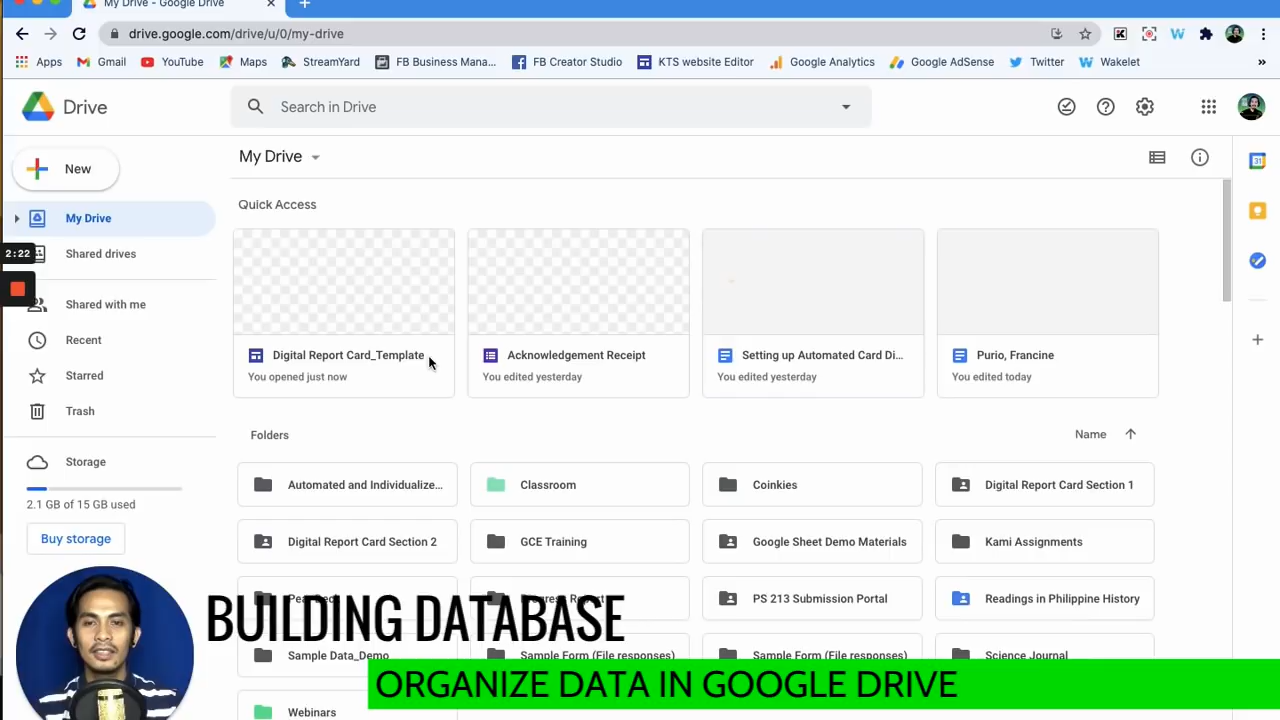 My Drive - Google Drive
drive.google.com/drive/u/0/my-drive
Apps Gmail YouTube Maps StreamYard FB Business Mana... FB Creator Studio KTS website Editor Google Analytics Google AdSense Twitter Wakelet »
Drive
Search in Drive
New
My Drive
Shared drives
2:22
Shared with me
Recent
Starred
Trash
Storage
2.1 GB of 15 GB used
Buy storage
My Drive
Quick Access
Digital Report Card_Template
You opened just now
Acknowledgement Receipt
You edited yesterday
Setting up Automated Card Di...
You edited yesterday
Purio, Francine
You edited today
Folders
Name
Automated and Individualize...
Classroom
Coinkies
Digital Report Card Section 1
Digital Report Card Section 2
GCE Training
Google Sheet Demo Materials
Kami Assignments
PS 213 Submission Portal
Readings in Philippine History
Sample Data_Demo
Sample Form (File responses)
Sample Form (File responses)
Science Journal
Webinars
BUILDING DATABASE
ORGANIZE DATA IN GOOGLE DRIVE